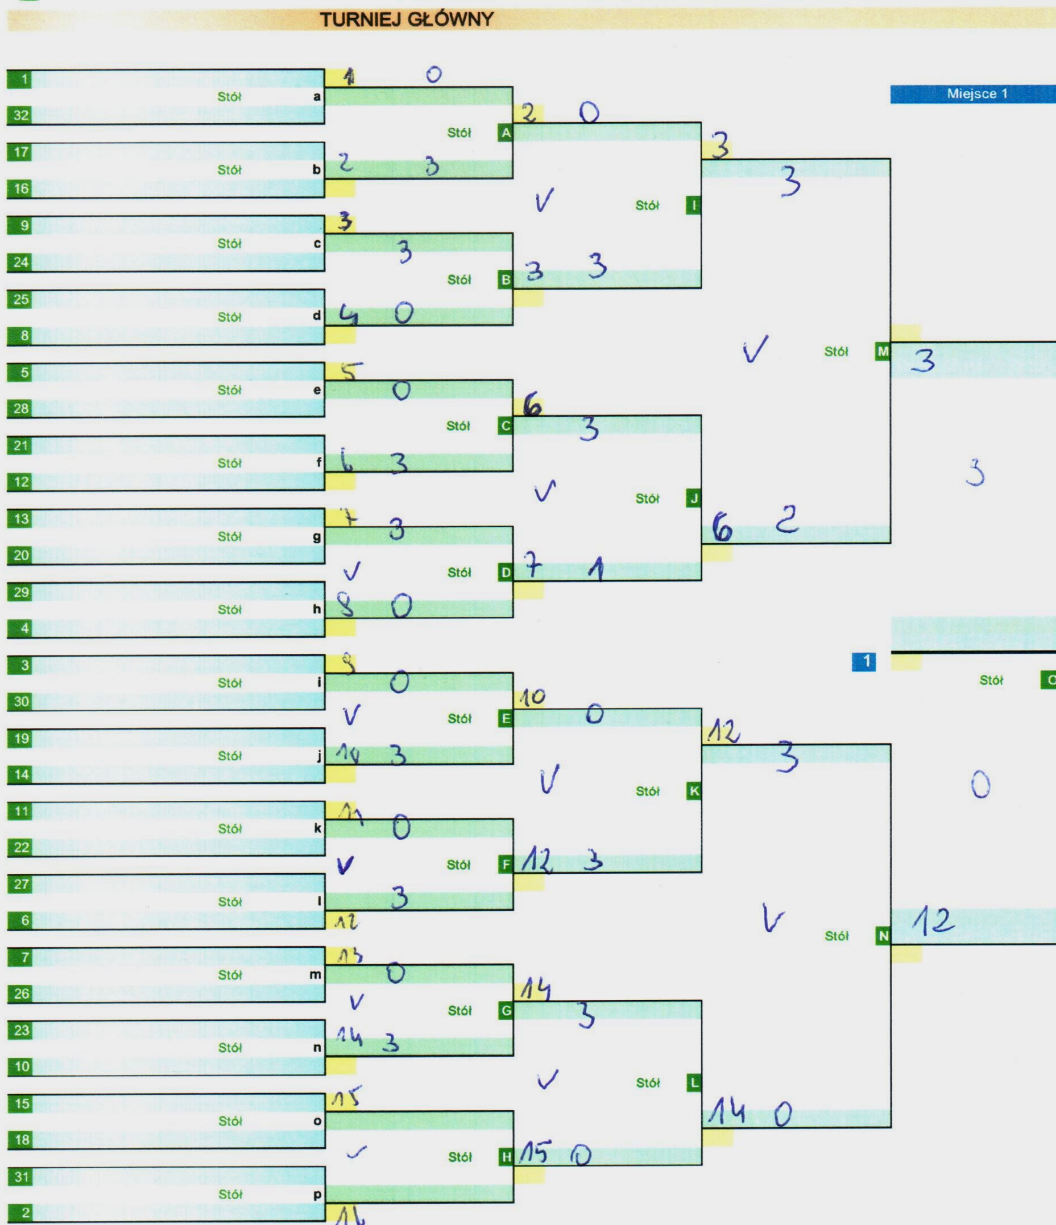 TURNIEJ GŁÓWNY
1 1 0
Stół a Miejsce 1
32 2 0
Stół A
17 3
Stół b 2 3 3
16
9 3 V Stół I
Stół c 3
24 Stół B 3 3
25
Stół d 4 0
8
V Stół M
5 5 3
Stół e 0
28 6
Stół C 3
21
Stół f 6 3 3
12
V Stół J
13 7 2
Stół g 3 6
20
V Stół D 7 1
29
Stół h 8 0
4
3 9 1
Stół i 0 Stół O
30 10
V Stół E 0
19 12
Stół j 10 3 3
14 0
V Stół K
11 11
Stół k 0
22
V Stół F 12 3
27
Stół l 3
6 12
V Stół N 12
7 13
Stół m 0
26 14
V Stół G 3
23
Stół n 14 3
10
V Stół L
15 15
Stół o 14 0
18
V Stół H 15 0
31
Stół p
2 16